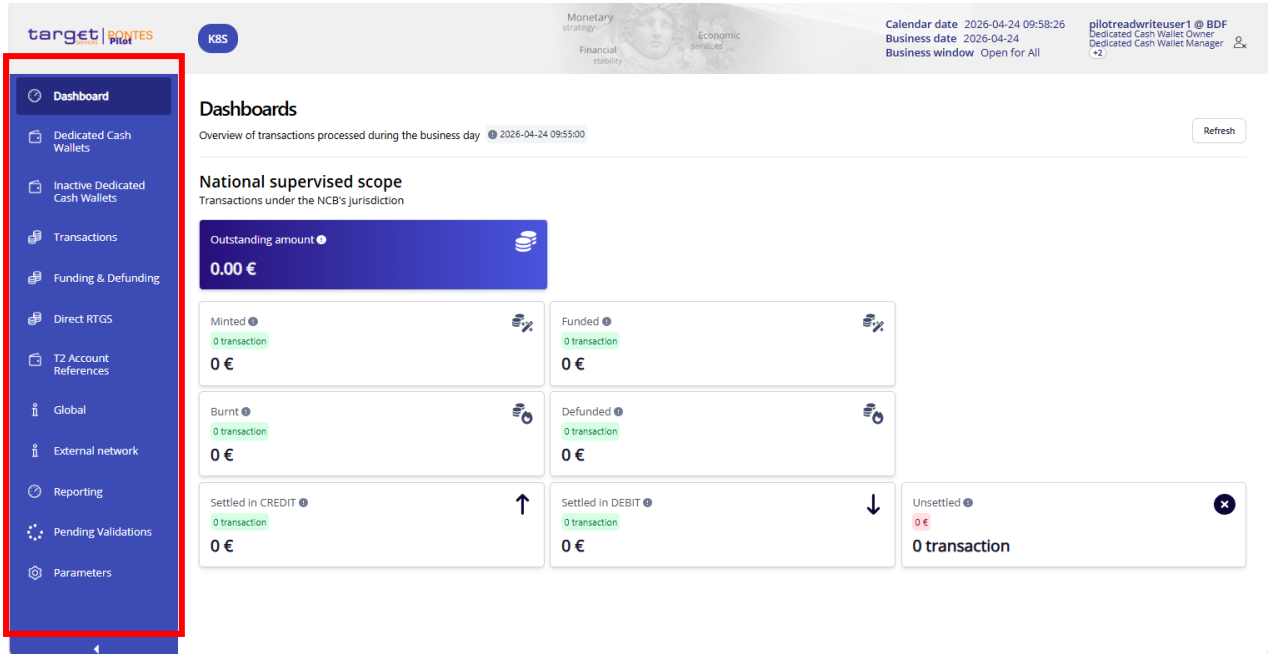 target | PONTES
services Pilot
K8S
Monetary
strategy
Economic
services
Financial
stability
Calendar date 2026-04-24 09:58:26
Business date 2026-04-24
Business window Open for All
pilotreadwriteuser1 @ BDF
Dedicated Cash Wallet Owner
Dedicated Cash Wallet Manager
+2
Dashboard
Dedicated Cash
Wallets
Inactive Dedicated
Cash Wallets
Transactions
Funding & Defunding
Direct RTGS
T2 Account
References
Global
External network
Reporting
Pending Validations
Parameters
Dashboards
Overview of transactions processed during the business day 2026-04-24 09:55:00
Refresh
National supervised scope
Transactions under the NCB's jurisdiction
Outstanding amount
0.00 €
Minted
0 transaction
0 €
Funded
0 transaction
0 €
Burnt
0 transaction
0 €
Defunded
0 transaction
0 €
Settled in CREDIT
0 transaction
0 €
Settled in DEBIT
0 transaction
0 €
Unsettled
0 €
0 transaction